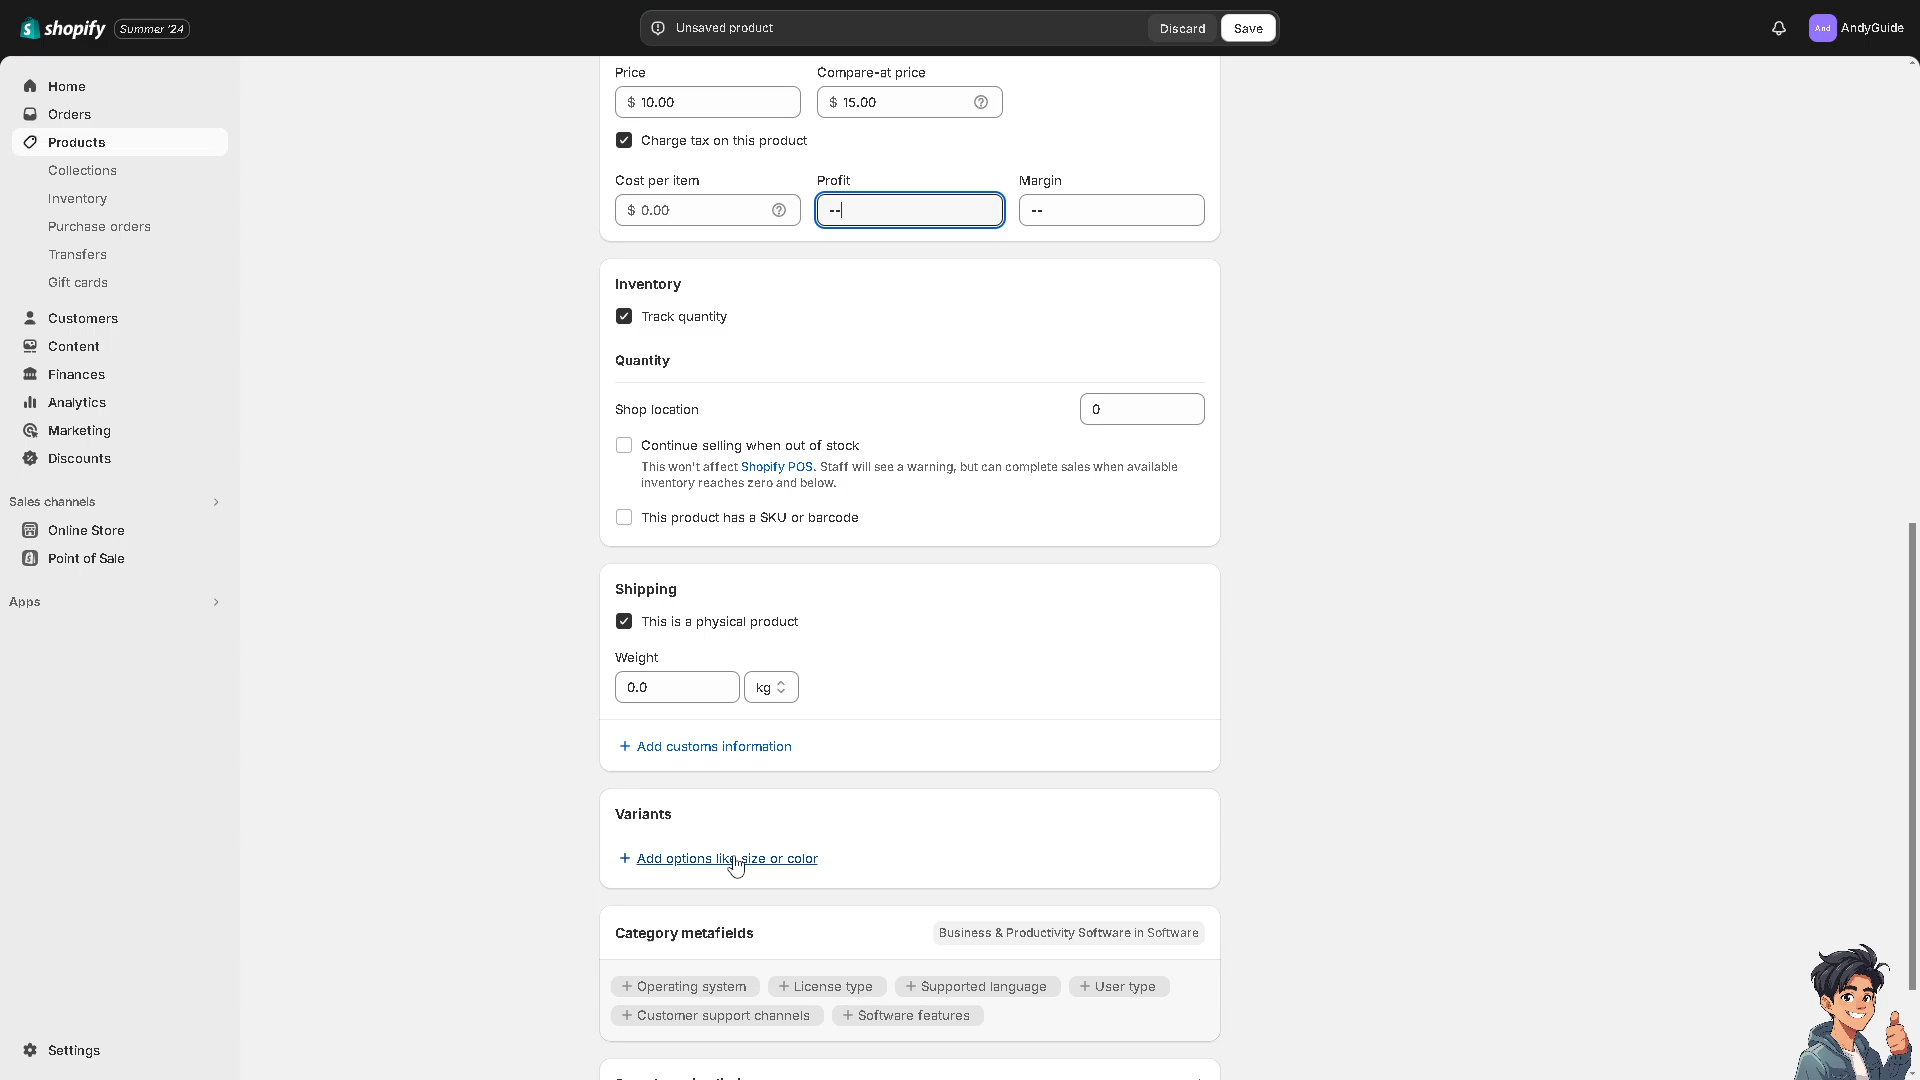 shopify Summer '24
Unsaved product
Discard Save
And AndyGuide
Home
Orders
Products
Collections
Inventory
Purchase orders
Transfers
Gift cards
Customers
Content
Finances
Analytics
Marketing
Discounts
Sales channels
Online Store
Point of Sale
Apps
Settings
Price Compare-at price
$ 10.00 $ 15.00
Charge tax on this product
Cost per item Profit Margin
$ 0.00 -- --
Inventory
Track quantity
Quantity
Shop location 0
Continue selling when out of stock
This won't affect Shopify POS. Staff will see a warning, but can complete sales when available
inventory reaches zero and below.
This product has a SKU or barcode
Shipping
This is a physical product
Weight
0.0 kg
+ Add customs information
Variants
+ Add options like size or color
Category metafields Business & Productivity Software in Software
+ Operating system + License type + Supported language + User type
+ Customer support channels + Software features